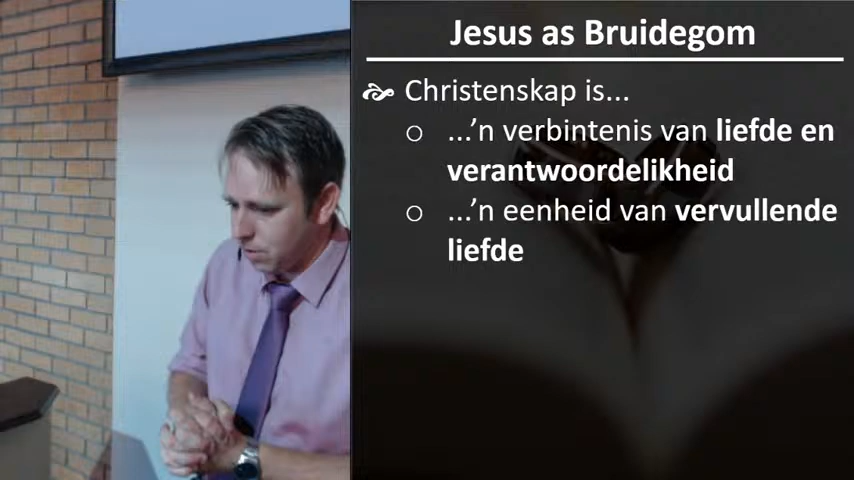 Jesus as Bruidegom
Christenskap is...
...’n verbintenis van liefde en
verantwoordelikheid
...’n eenheid van vervullende
liefde